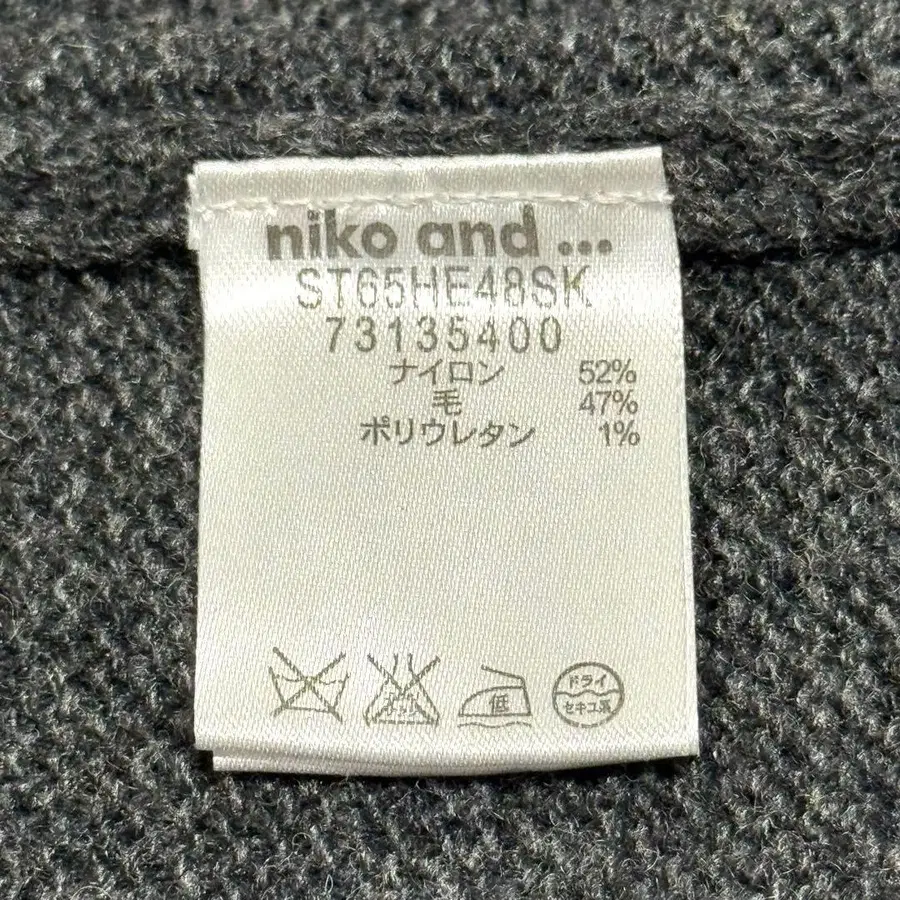 niko and ...
ST65HE48SK
73135400
ナイロン 52%
毛 47%
ポリウレタン 1%
低
ドライ
セキユ系